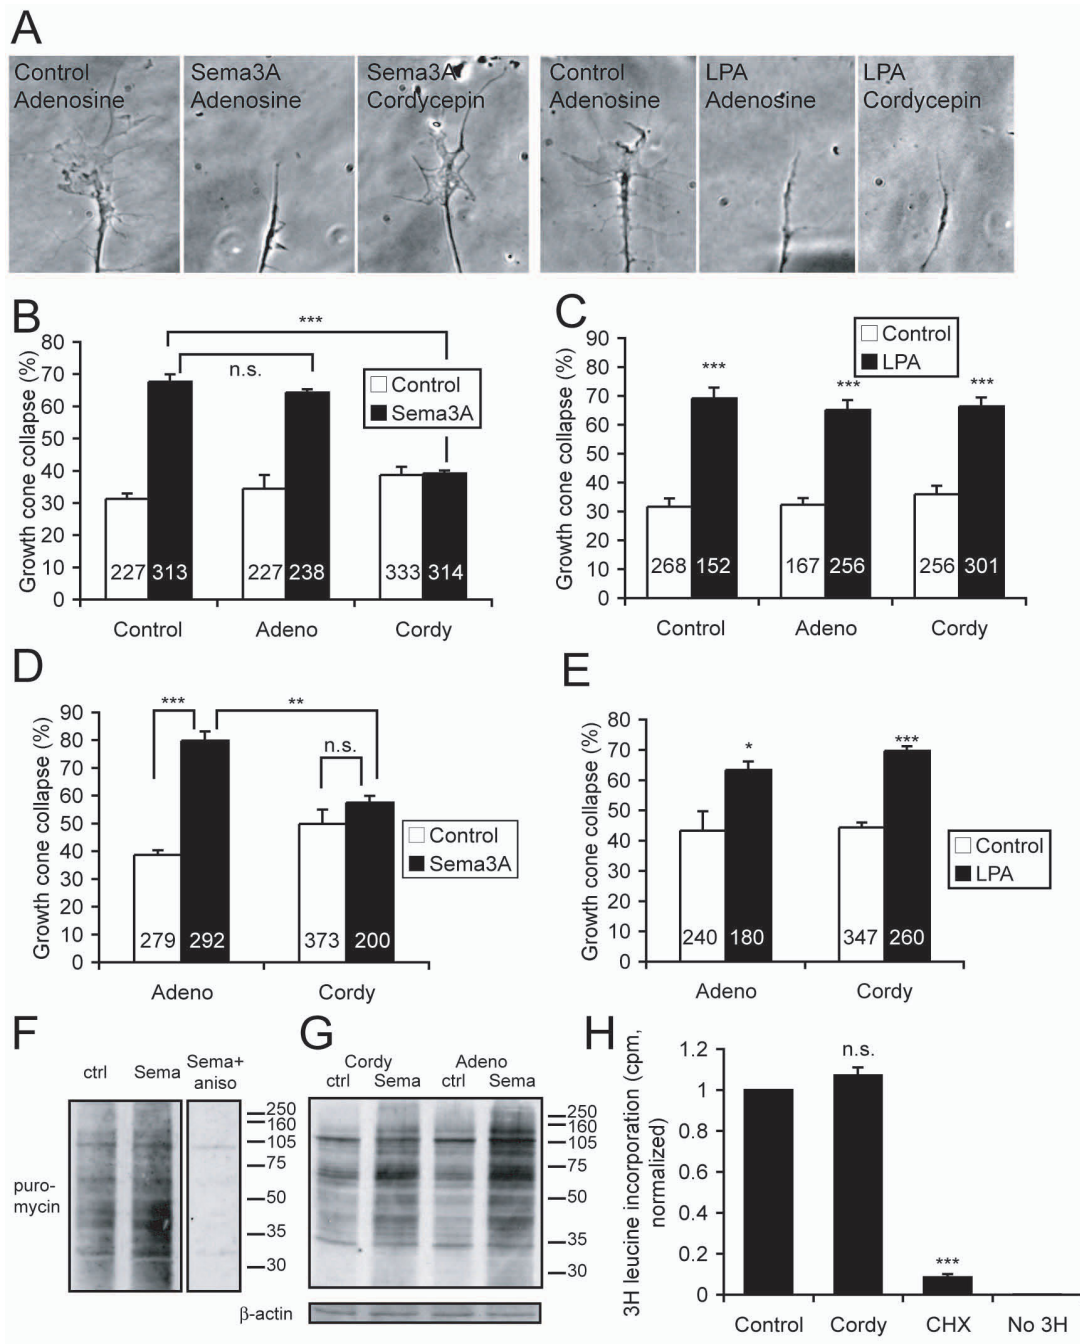 A
Control
Adenosine
Sema3A
Adenosine
Sema3A
Cordycepin
Control
Adenosine
LPA
Adenosine
LPA
Cordycepin
B
Growth cone collapse (%)
80
70
60
50
40
30
20
10
0
***
n.s.
Control
Sema3A
227 313 227 238 333 314
Control Adeno Cordy
C
Growth cone collapse (%)
90
80
70
60
50
40
30
20
10
0
Control
LPA
*** *** ***
268 152 167 256 256 301
Control Adeno Cordy
D
Growth cone collapse (%)
90
80
70
60
50
40
30
20
10
0
*** **
n.s.
Control
Sema3A
279 292 373 200
Adeno Cordy
E
Growth cone collapse (%)
80
70
60
50
40
30
20
10
0
* ***
Control
LPA
240 180 347 260
Adeno Cordy
F
ctrl Sema Sema+
aniso
puro-
mycin
250
160
105
75
50
35
30
G
Cordy Adeno
ctrl Sema ctrl Sema
250
160
105
75
50
35
30
β-actin
H
3H leucine incorporation (cpm,
normalized)
1.2
1
0.8
0.6
0.4
0.2
0
n.s.
***
Control Cordy CHX No 3H